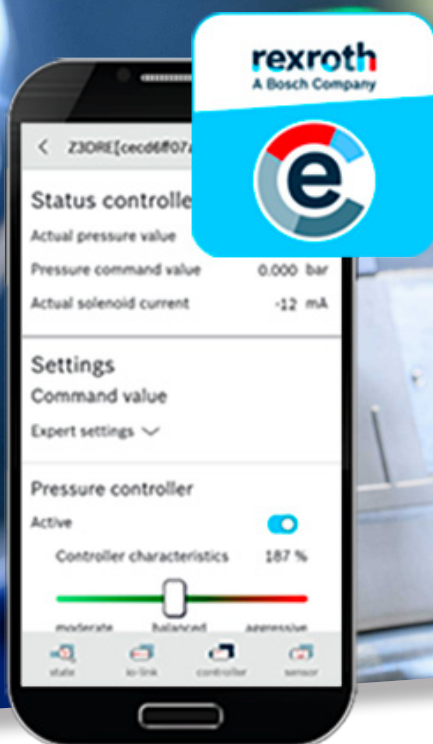 rexroth
A Bosch Company
e
< Z3DRE[cecd6ff07
Status controlle
Actual pressure value
Pressure command value 0.000 bar
Actual solenoid current -12 mA
Settings
Command value
Expert settings
Pressure controller
Active
Controller characteristics 187 %
moderate balanced aggressive
state io-link controller sensor